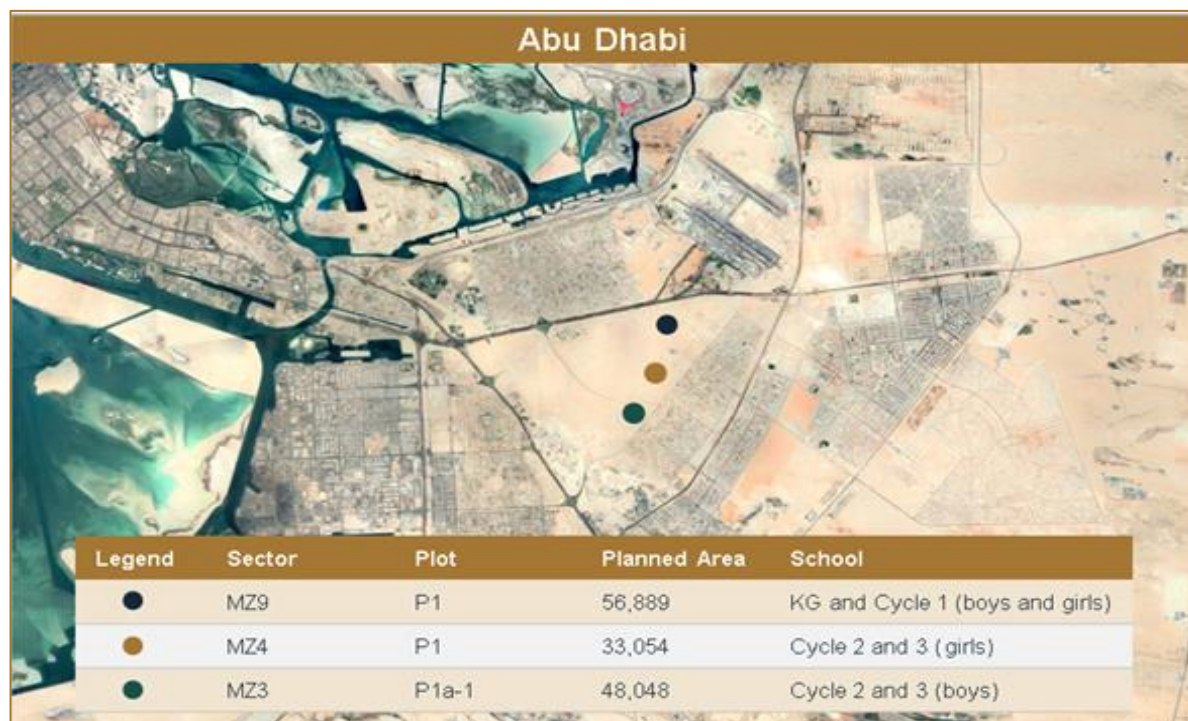 Abu Dhabi
Legend Sector Plot Planned Area School
MZ9 P1 56,889 KG and Cycle 1 (boys and girls)
MZ4 P1 33,054 Cycle 2 and 3 (girls)
MZ3 P1a-1 48,048 Cycle 2 and 3 (boys)